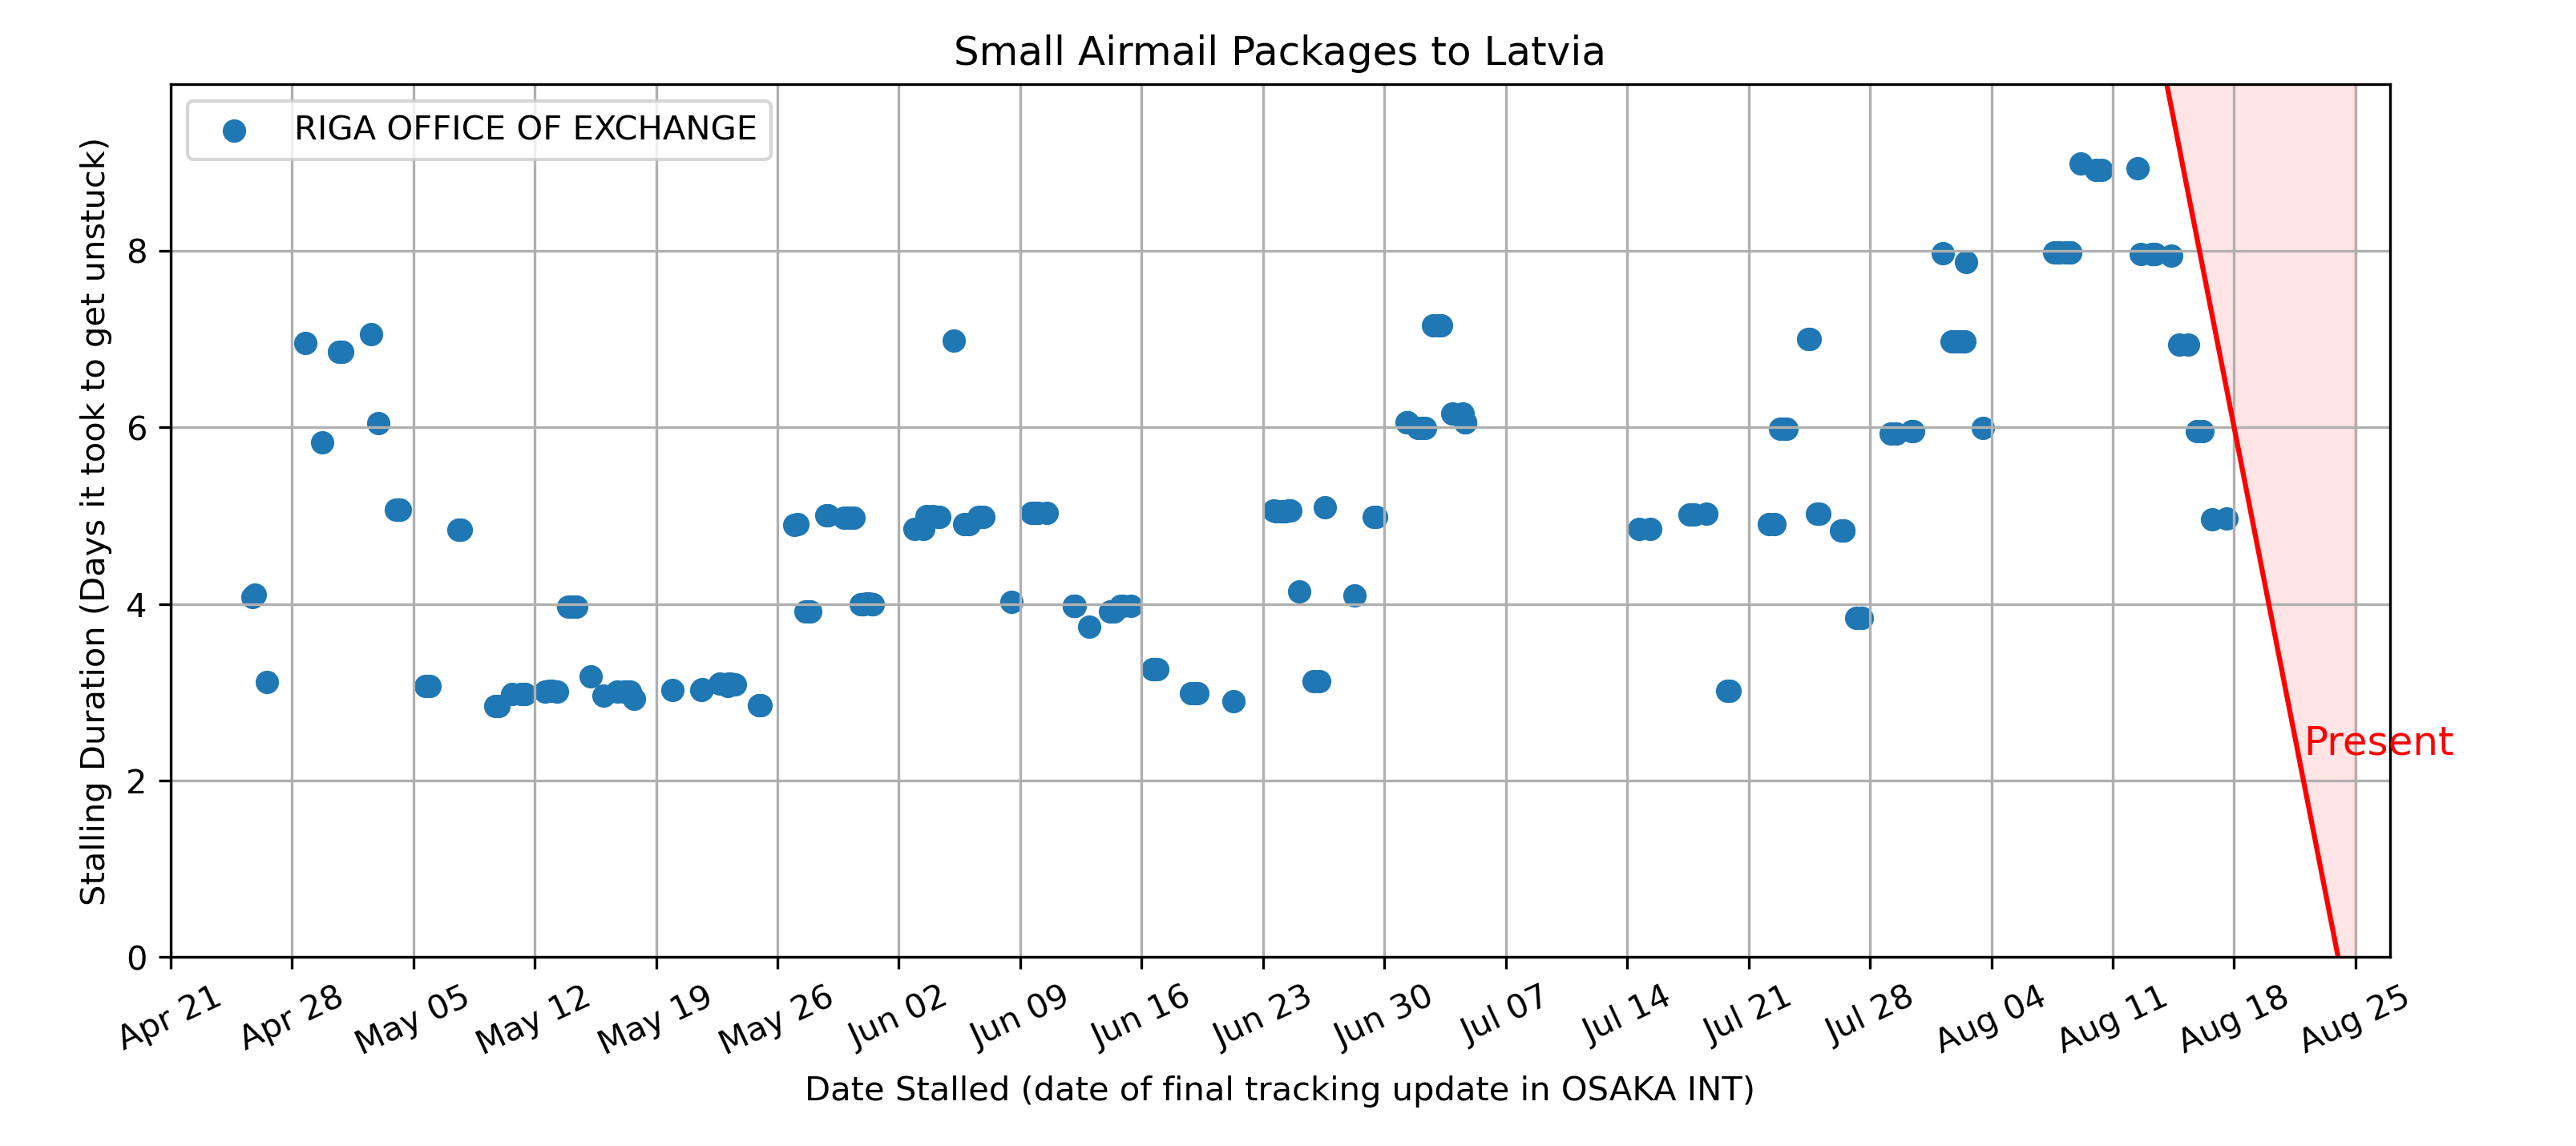 Small Airmail Packages to Latvia
RIGA OFFICE OF EXCHANGE
Stalling Duration (Days it took to get unstuck)
8
6
4
2
0
Present
Apr 21
Apr 28
May 05
May 12
May 19
May 26
Jun 02
Jun 09
Jun 16
Jun 23
Jun 30
Jul 07
Jul 14
Jul 21
Jul 28
Aug 04
Aug 11
Aug 18
Aug 25
Date Stalled (date of final tracking update in OSAKA INT)